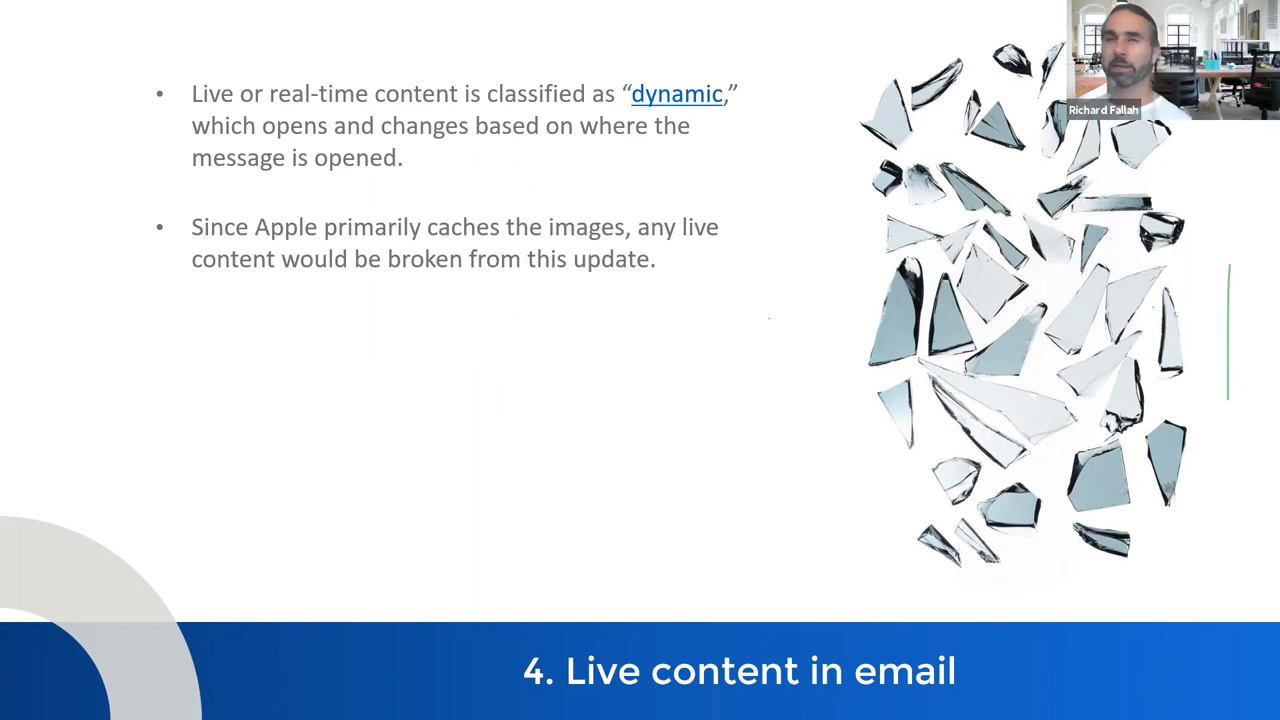 • Live or real-time content is classified as “dynamic,”
which opens and changes based on where the
message is opened.
• Since Apple primarily caches the images, any live
content would be broken from this update.
Richard Fallah
4. Live content in email